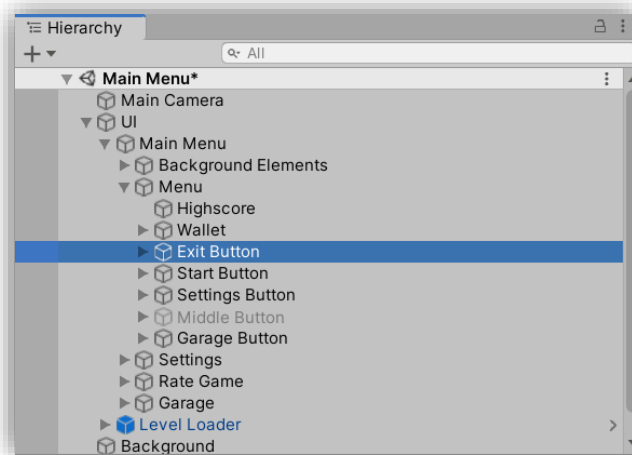 Hierarchy
All
Main Menu*
Main Camera
UI
Main Menu
Background Elements
Menu
Highscore
Wallet
Exit Button
Start Button
Settings Button
Middle Button
Garage Button
Settings
Rate Game
Garage
Level Loader
Background